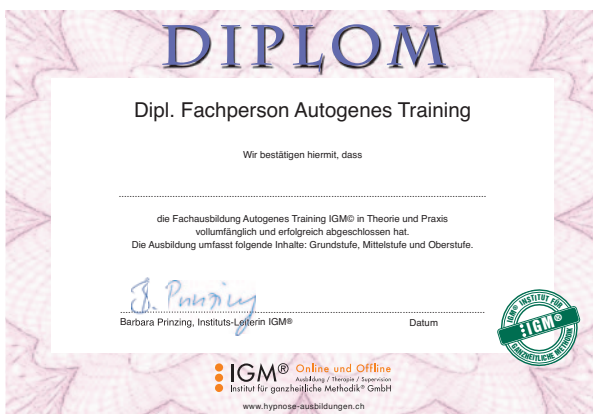 DIPLOM
Dipl. Fachperson Autogenes Training
Wir bestätigen hiermit, dass
die Fachausbildung Autogenes Training IGM© in Theorie und Praxis
vollumfänglich und erfolgreich abgeschlossen hat.
Die Ausbildung umfasst folgende Inhalte: Grundstufe, Mittelstufe und Oberstufe.
B. Prinzing
Barbara Prinzing, Instituts-Leiterin IGM® Datum
IGM® INSTITUT FÜR
IGM®
GANZHEITLICHE METHODIK
IGM® Online und Offline
Ausbildung / Therapie / Supervision
Institut für ganzheitliche Methodik® GmbH
www.hypnose-ausbildungen.ch